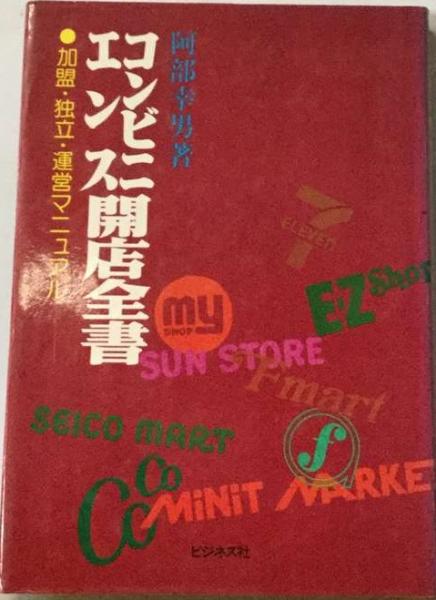 阿部幸男著
コンビニエンス開店全書
●加盟・独立・運営マニュアル
7
ELEVEN
E-Z Shop
my
SHOP
SUN STORE
Fmart
SEICO MART
f
CoCo
MiNiT MARKE
ビジネス社